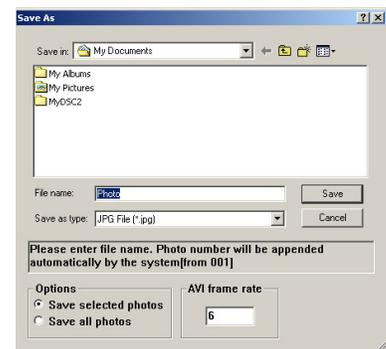 Save As
Save in: My Documents
My Albums
My Pictures
MyDSC2
File name: Photo Save
Save as type: JPG File (*.jpg) Cancel
Please enter file name. Photo number will be appended
automatically by the system[from 001]
Options AVI frame rate
Save selected photos
6
Save all photos